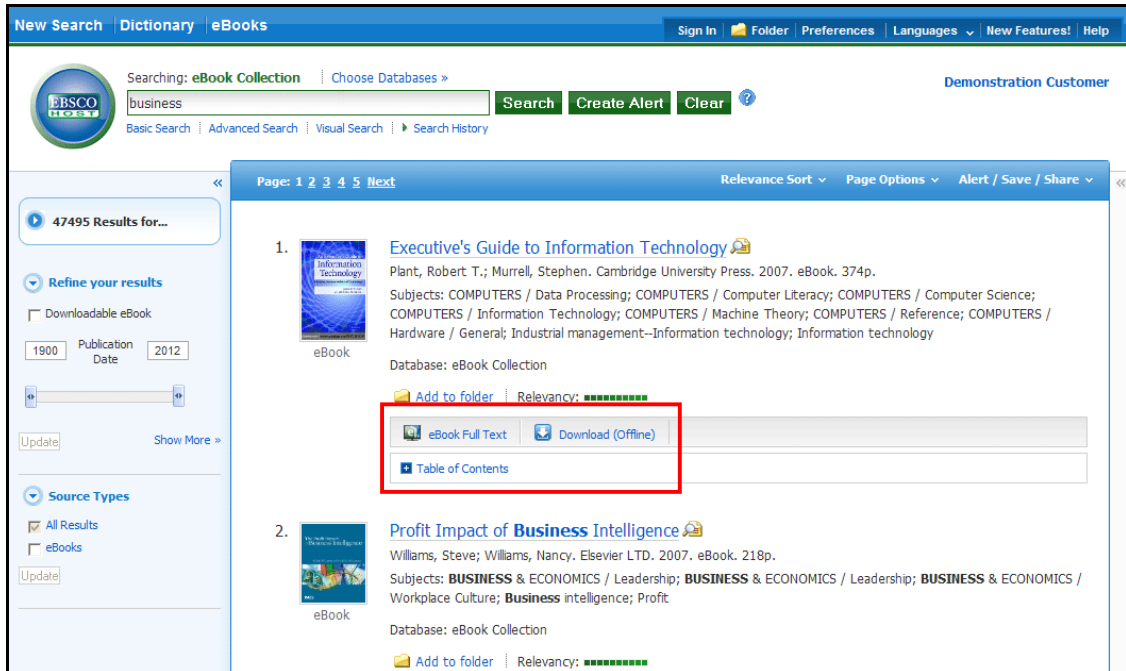 New Search Dictionary eBooks
Sign In Folder Preferences Languages New Features! Help
EBSCO
HOST
Searching: eBook Collection Choose Databases »
Demonstration Customer
business
Search Create Alert Clear ?
Basic Search Advanced Search Visual Search Search History
«
Page: 1 2 3 4 5 Next
Relevance Sort Page Options Alert / Save / Share
«
47495 Results for...
Refine your results
Downloadable eBook
1900 Publication Date 2012
Update Show More »
Source Types
All Results
eBooks
Update
1.
Information
Technology
eBook
Executive's Guide to Information Technology
Plant, Robert T.; Murrell, Stephen. Cambridge University Press. 2007. eBook. 374p.
Subjects: COMPUTERS / Data Processing; COMPUTERS / Computer Literacy; COMPUTERS / Computer Science;
COMPUTERS / Information Technology; COMPUTERS / Machine Theory; COMPUTERS / Reference; COMPUTERS /
Hardware / General; Industrial management--Information technology; Information technology
Database: eBook Collection
Add to folder Relevancy:
eBook Full Text Download (Offline)
Table of Contents
2.
eBook
Profit Impact of Business Intelligence
Williams, Steve; Williams, Nancy. Elsevier LTD. 2007. eBook. 218p.
Subjects: BUSINESS & ECONOMICS / Leadership; BUSINESS & ECONOMICS / Leadership; BUSINESS & ECONOMICS /
Workplace Culture; Business intelligence; Profit
Database: eBook Collection
Add to folder Relevancy: